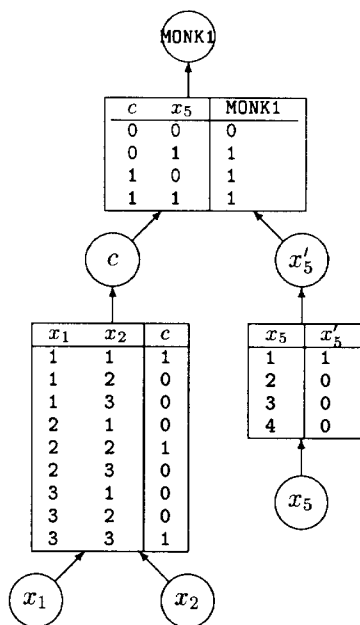 MONK1
c x₅ MONK1
0 0 0
0 1 1
1 0 1
1 1 1
c
x₅′
x₁ x₂ c
1 1 1
1 2 0
1 3 0
2 1 0
2 2 1
2 3 0
3 1 0
3 2 0
3 3 1
x₅ x₅′
1 1
2 0
3 0
4 0
x₅
x₁
x₂